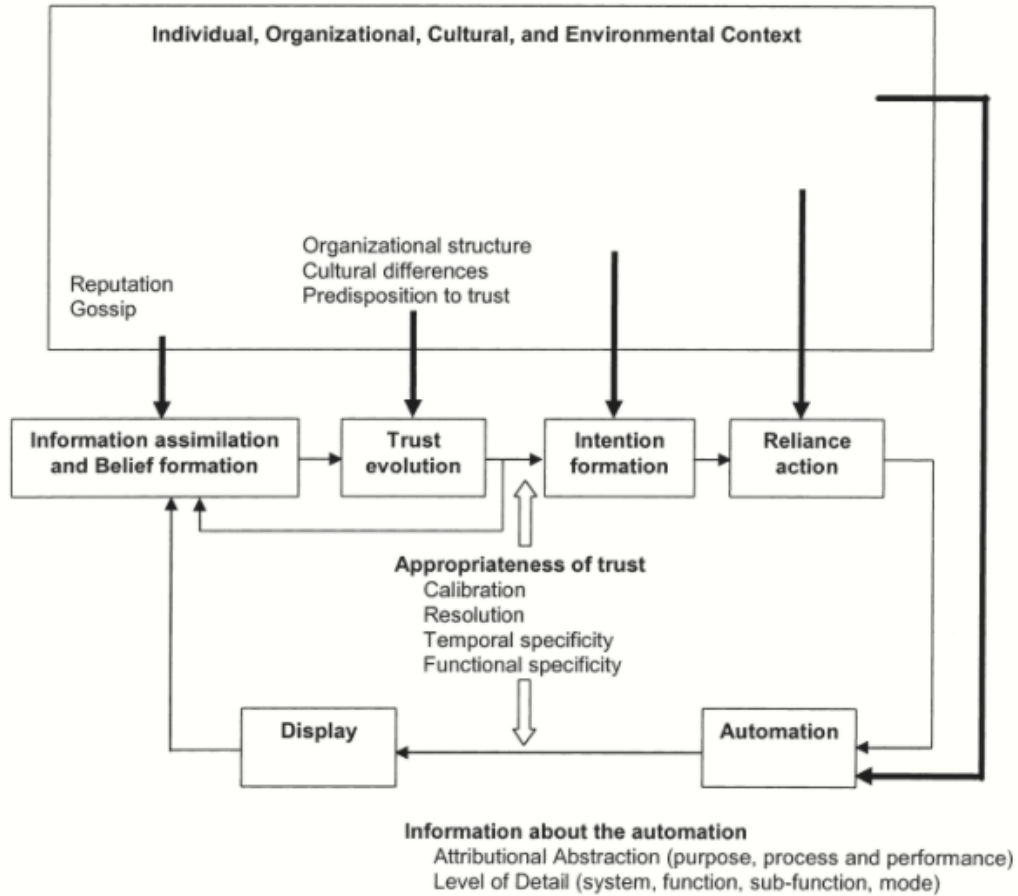 Individual, Organizational, Cultural, and Environmental Context
Reputation
Gossip
Organizational structure
Cultural differences
Predisposition to trust
Information assimilation
and Belief formation
Trust
evolution
Intention
formation
Reliance
action
Appropriateness of trust
Calibration
Resolution
Temporal specificity
Functional specificity
Display
Automation
Information about the automation
Attributional Abstraction (purpose, process and performance)
Level of Detail (system, function, sub-function, mode)